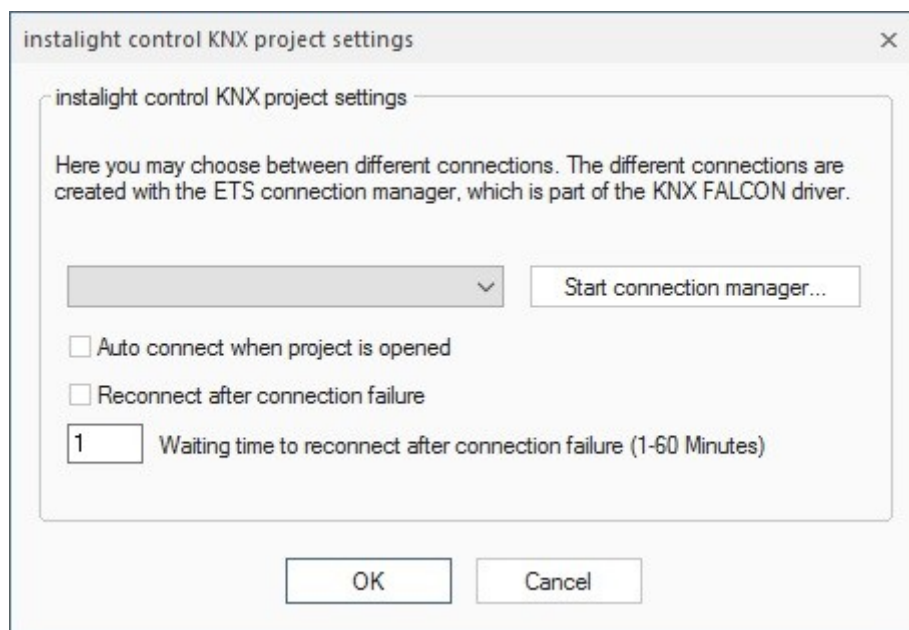 instalight control KNX project settings
instalight control KNX project settings
Here you may choose between different connections. The different connections are
created with the ETS connection manager, which is part of the KNX FALCON driver.
Start connection manager...
Auto connect when project is opened
Reconnect after connection failure
1 Waiting time to reconnect after connection failure (1-60 Minutes)
OK Cancel